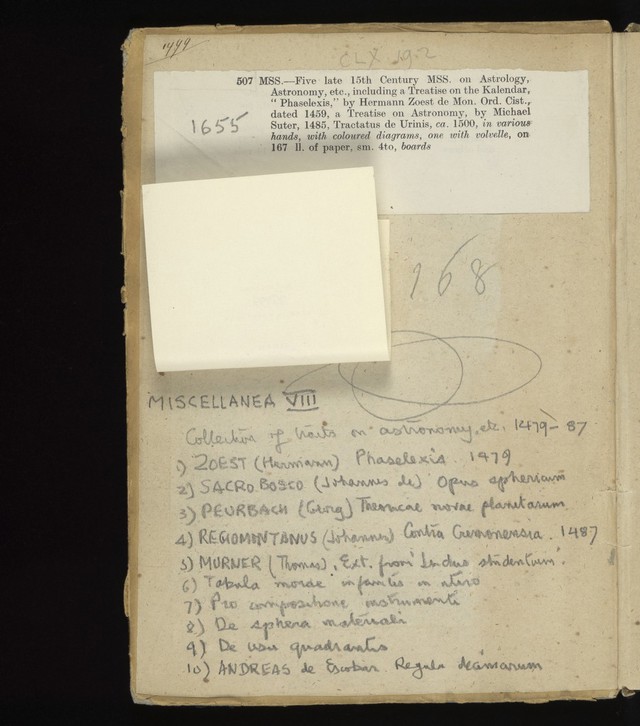 1499
CLX 19.2
507 MSS.—Five late 15th Century MSS. on Astrology,
Astronomy, etc., including a Treatise on the Kalendar,
“ Phaselexis,” by Hermann Zoest de Mon. Ord. Cist.,
dated 1459, a Treatise on Astronomy, by Michael
Suter, 1485, Tractatus de Urinis, ca. 1500, in various
hands, with coloured diagrams, one with volvelle, on
167 ll. of paper, sm. 4to, boards
1655
168
MISCELLANEA VIII
Collection of tracts on astronomy, etc. 1479–87
1) ZOEST (Hermann) Phaselexis. 1479
2) SACRO.BOSCO (Johannes de) Opus sphericum
3) PEURBACH (Georg) Theoricae novae planetarum
4) REGIOMONTANUS (Johannes) Contra Cremonensia. 1487
5) MURNER (Thomas), Ext. from Ludus studentum.
6) Tabula morae infantis in utero
7) Pro compositione instrumenti
8) De sphera materiali
9) De usu quadrantis
10) ANDREAS de Escobar Regula decimarum